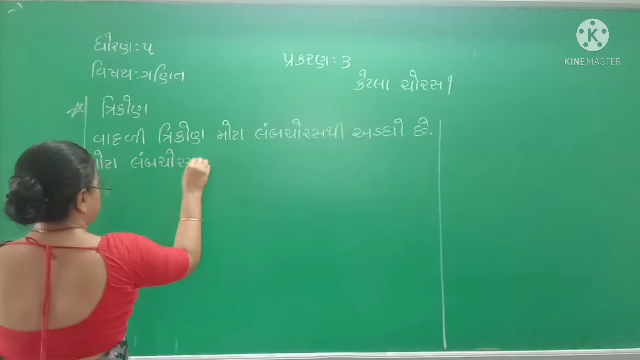 ધોરણ: ૫
વિષય: ગણિત
પ્રકરણ: ૩
કેટલા ચોરસ?
* ત્રિકોણ
વાદળી ત્રિકોણ મોટા લંબચોરસથી અડધો છે.
મોટા લંબચોરસ
KINEMASTER